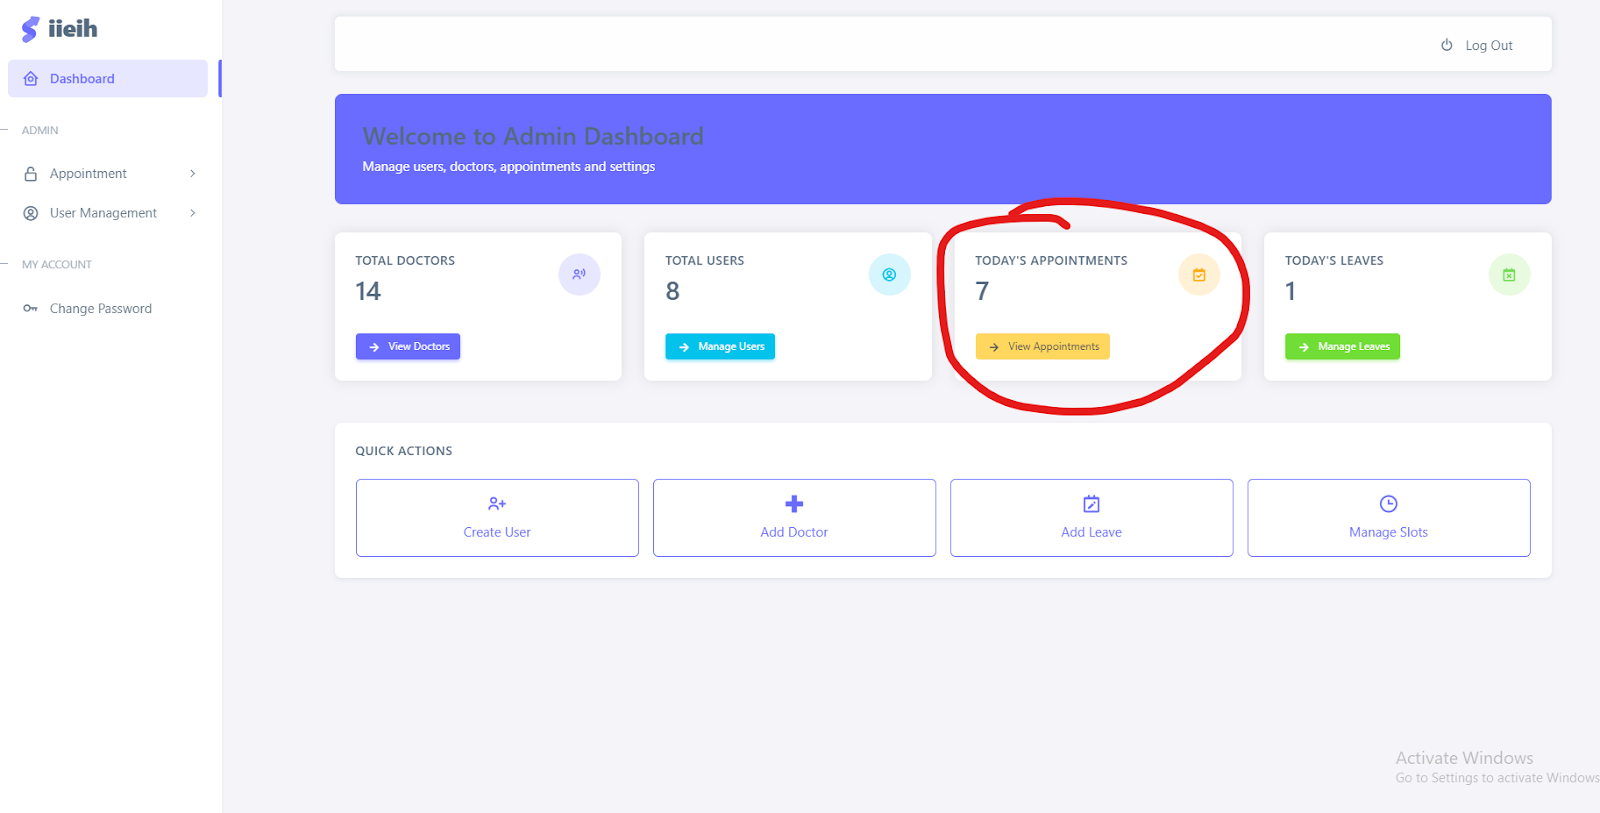 iieih
Dashboard
ADMIN
Appointment
User Management
MY ACCOUNT
Change Password
Log Out
Welcome to Admin Dashboard
Manage users, doctors, appointments and settings
TOTAL DOCTORS
14
View Doctors
TOTAL USERS
8
Manage Users
TODAY'S APPOINTMENTS
7
View Appointments
TODAY'S LEAVES
1
Manage Leaves
QUICK ACTIONS
Create User
Add Doctor
Add Leave
Manage Slots
Activate Windows
Go to Settings to activate Windows